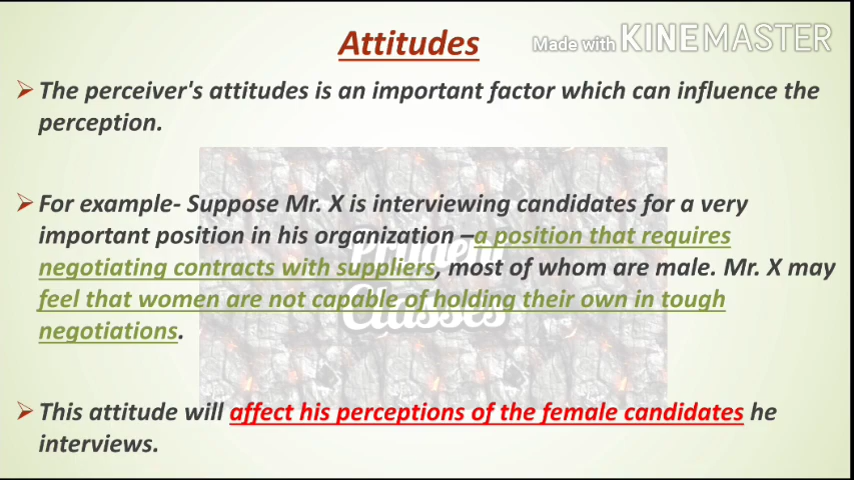 Attitudes
Made with KINEMASTER
➢ The perceiver's attitudes is an important factor which can influence the
perception.
➢ For example- Suppose Mr. X is interviewing candidates for a very
important position in his organization –a position that requires
negotiating contracts with suppliers, most of whom are male. Mr. X may
feel that women are not capable of holding their own in tough
negotiations.
Prudent
Classes
➢ This attitude will affect his perceptions of the female candidates he
interviews.